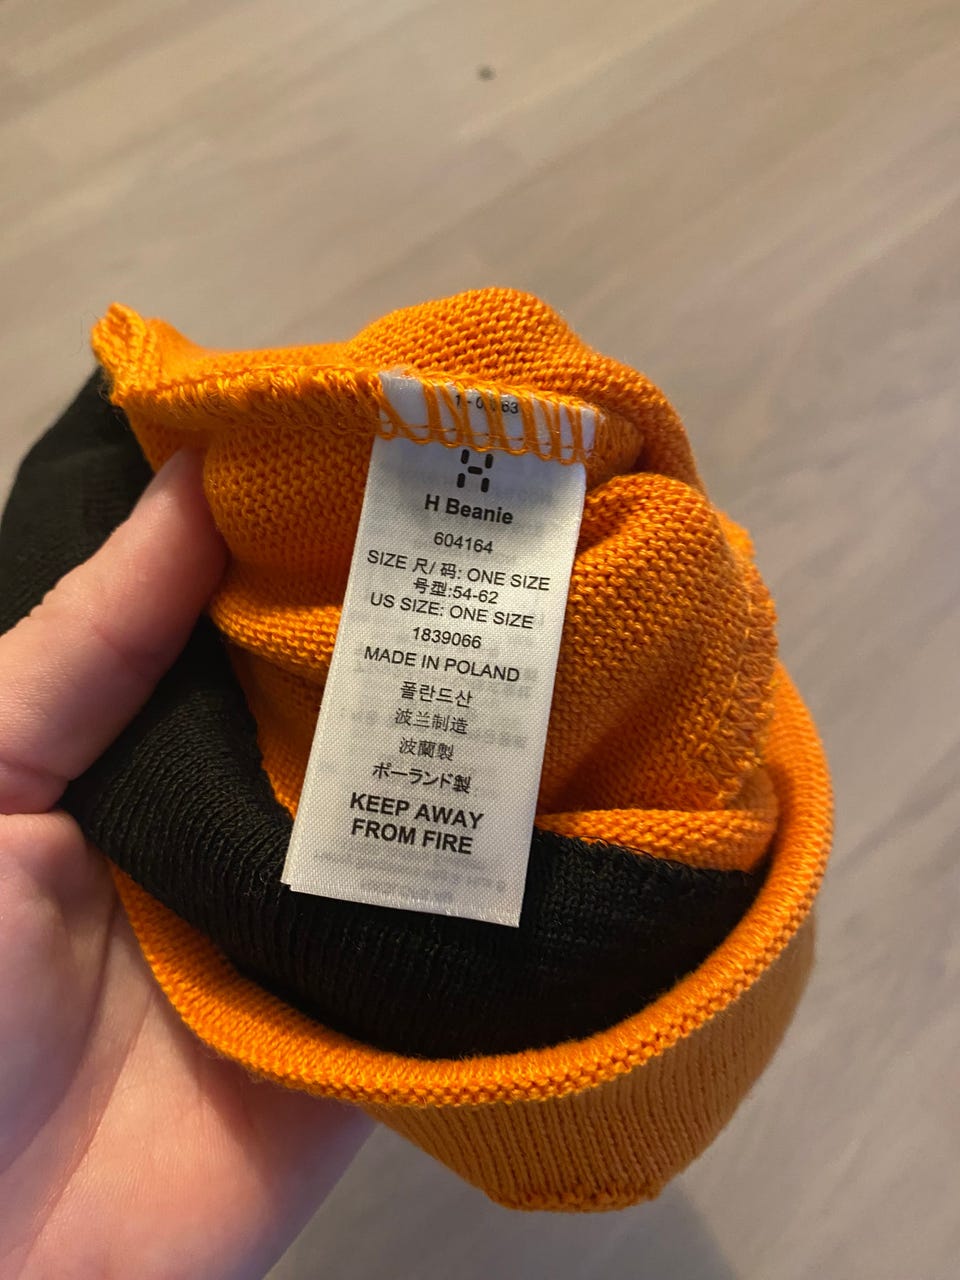 H Beanie
604164
SIZE 尺/ 码: ONE SIZE
号型:54-62
US SIZE: ONE SIZE
1839066
MADE IN POLAND
폴란드산
波兰制造
波蘭製
ポーランド製
KEEP AWAY
FROM FIRE